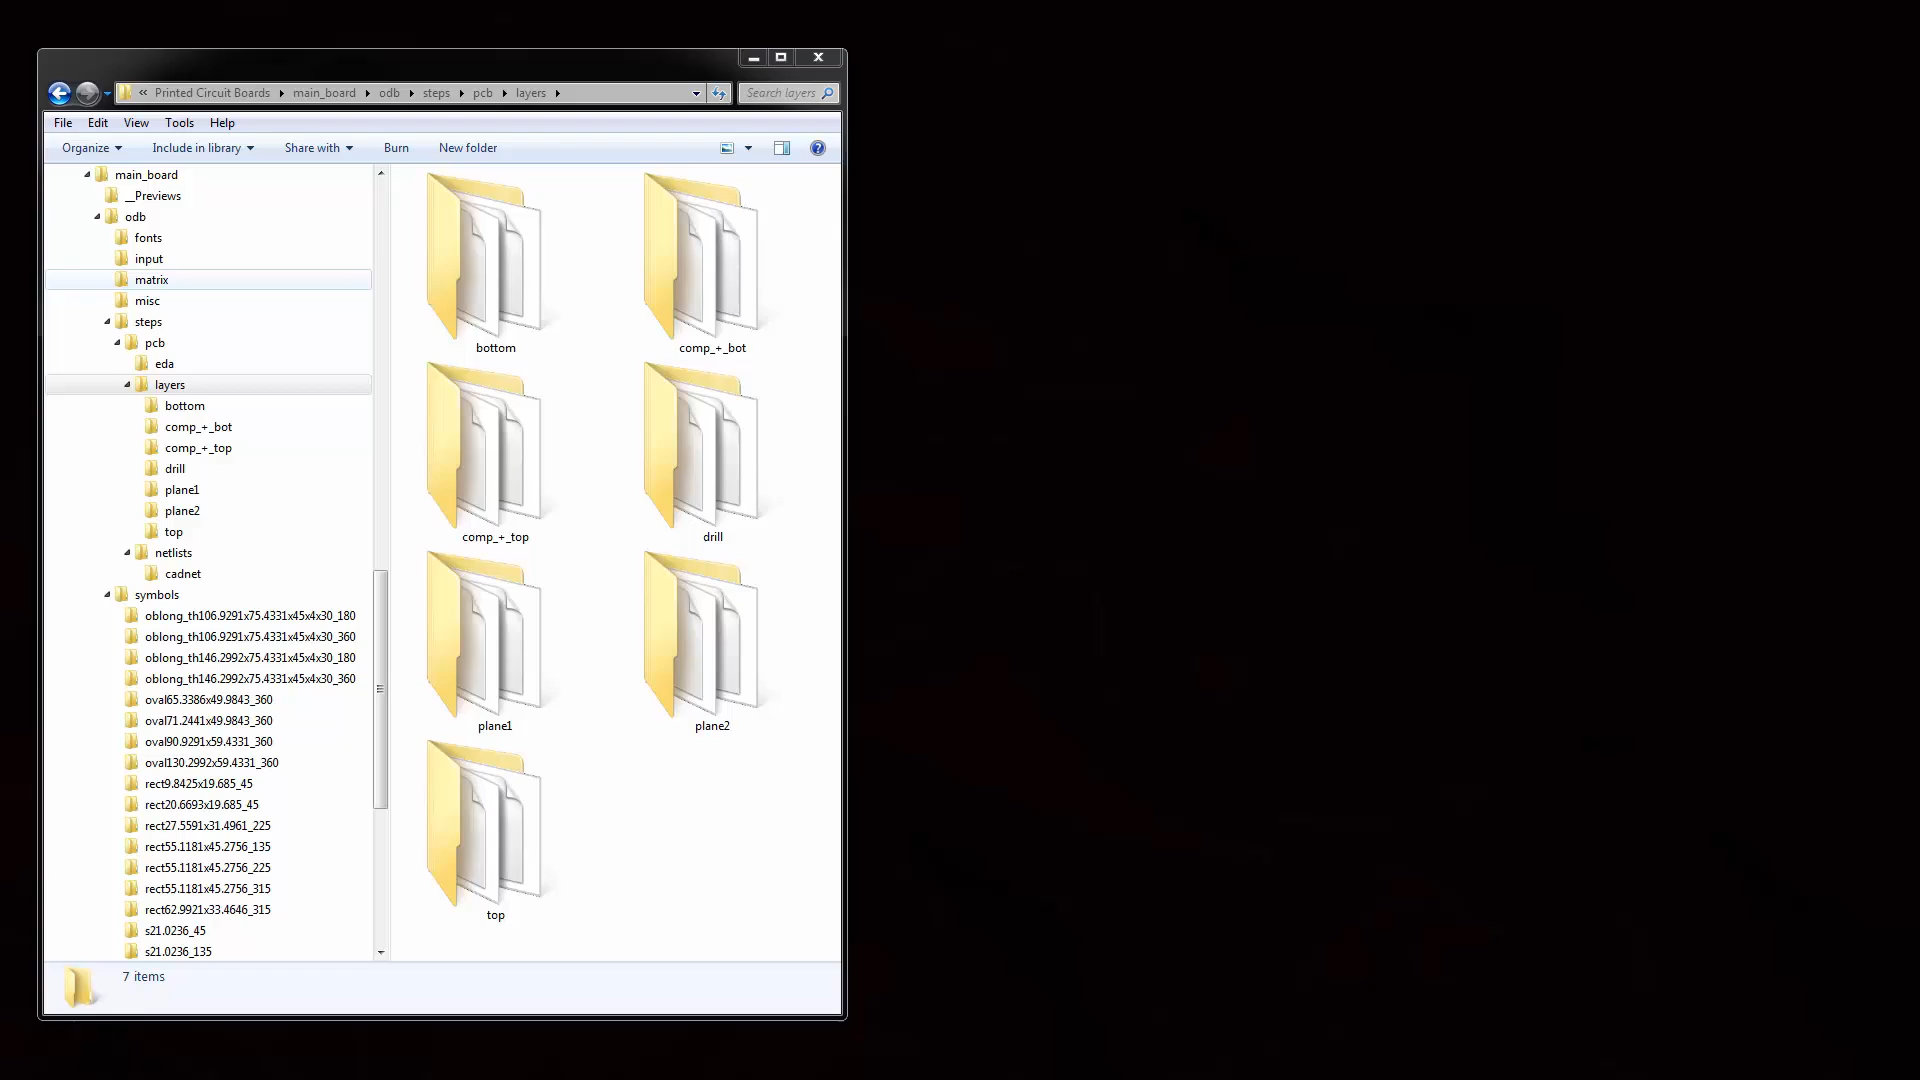 « Printed Circuit Boards main_board odb steps pcb layers
Search layers
File Edit View Tools Help
Organize Include in library Share with Burn New folder
main_board
__Previews
odb
fonts
input
matrix
misc
steps
pcb
eda
layers
bottom
comp_+_bot
comp_+_top
drill
plane1
plane2
top
netlists
cadnet
symbols
oblong_th106.9291x75.4331x45x4x30_180
oblong_th106.9291x75.4331x45x4x30_360
oblong_th146.2992x75.4331x45x4x30_180
oblong_th146.2992x75.4331x45x4x30_360
oval65.3386x49.9843_360
oval71.2441x49.9843_360
oval90.9291x59.4331_360
oval130.2992x59.4331_360
rect9.8425x19.685_45
rect20.6693x19.685_45
rect27.5591x31.4961_225
rect55.1181x45.2756_135
rect55.1181x45.2756_225
rect55.1181x45.2756_315
rect62.9921x33.4646_315
s21.0236_45
s21.0236_135
bottom comp_+_bot
comp_+_top drill
plane1 plane2
top
7 items